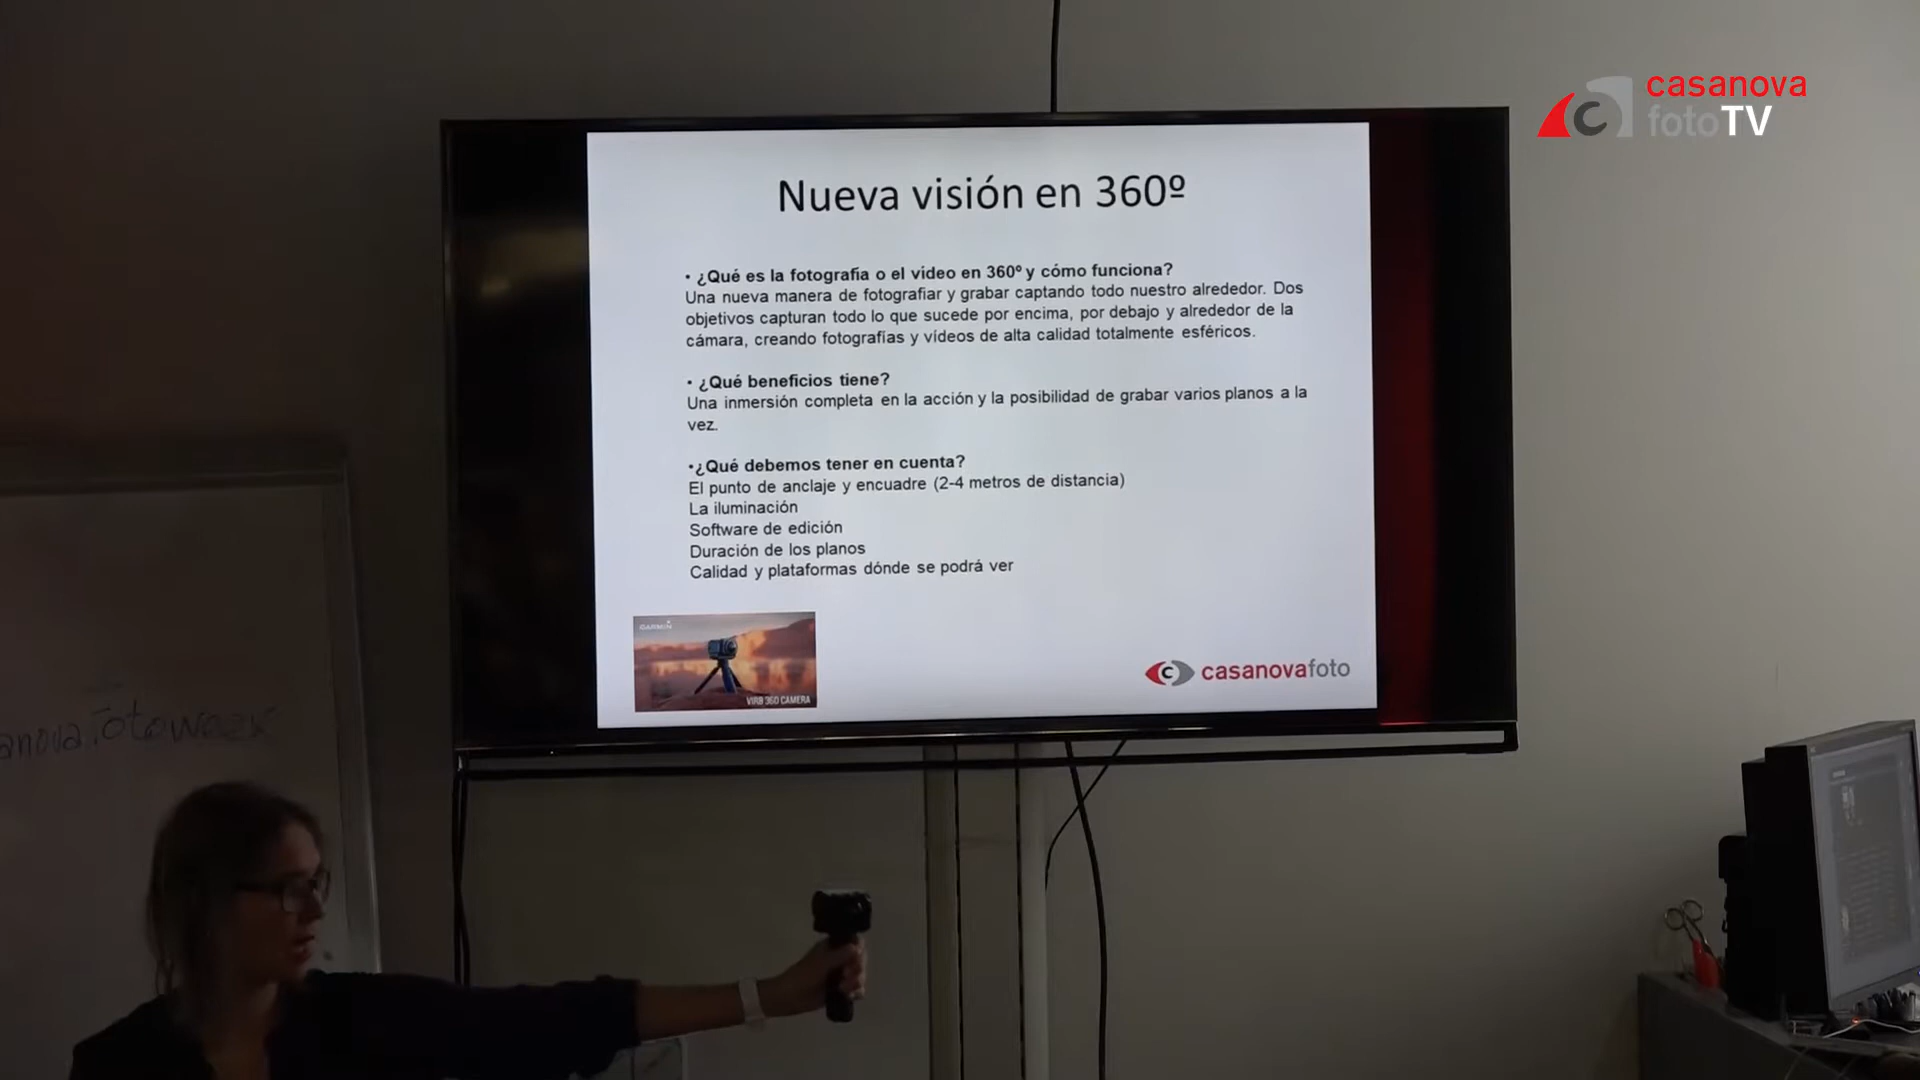 casanova
fotoTV
Nueva visión en 360º
• ¿Qué es la fotografia o el vídeo en 360º y cómo funciona?
Una nueva manera de fotografiar y grabar captando todo nuestro alrededor. Dos
objetivos capturan todo lo que sucede por encima, por debajo y alrededor de la
cámara, creando fotografías y vídeos de alta calidad totalmente esféricos.
• ¿Qué beneficios tiene?
Una inmersión completa en la acción y la posibilidad de grabar varios planos a la
vez.
•¿Qué debemos tener en cuenta?
El punto de anclaje y encuadre (2-4 metros de distancia)
La iluminación
Software de edición
Duración de los planos
Calidad y plataformas dónde se podrá ver
GARMIN
VIRB 360 CAMERA
casanovafoto